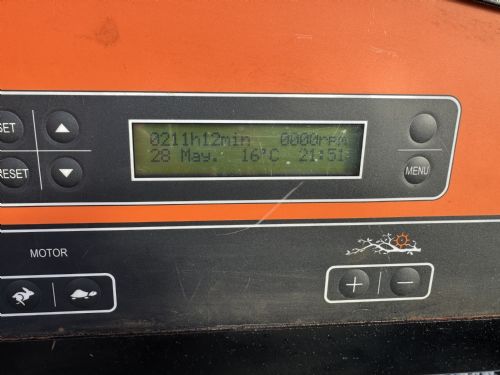 SET
0211h12min 0000rpm
28 May. 16°C 21:51
RESET
MENU
MOTOR
+ −